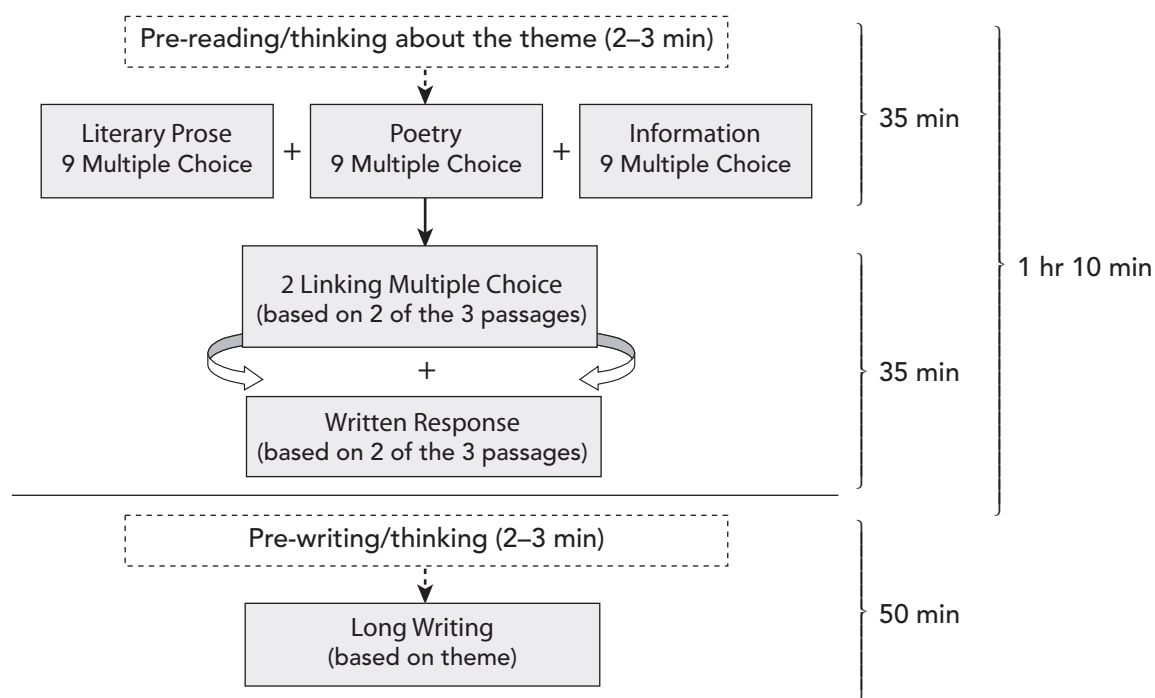 Pre-reading/thinking about the theme (2–3 min)
35 min
Literary Prose
9 Multiple Choice
+
Poetry
9 Multiple Choice
+
Information
9 Multiple Choice
1 hr 10 min
2 Linking Multiple Choice
(based on 2 of the 3 passages)
+
35 min
Written Response
(based on 2 of the 3 passages)
Pre-writing/thinking (2–3 min)
50 min
Long Writing
(based on theme)